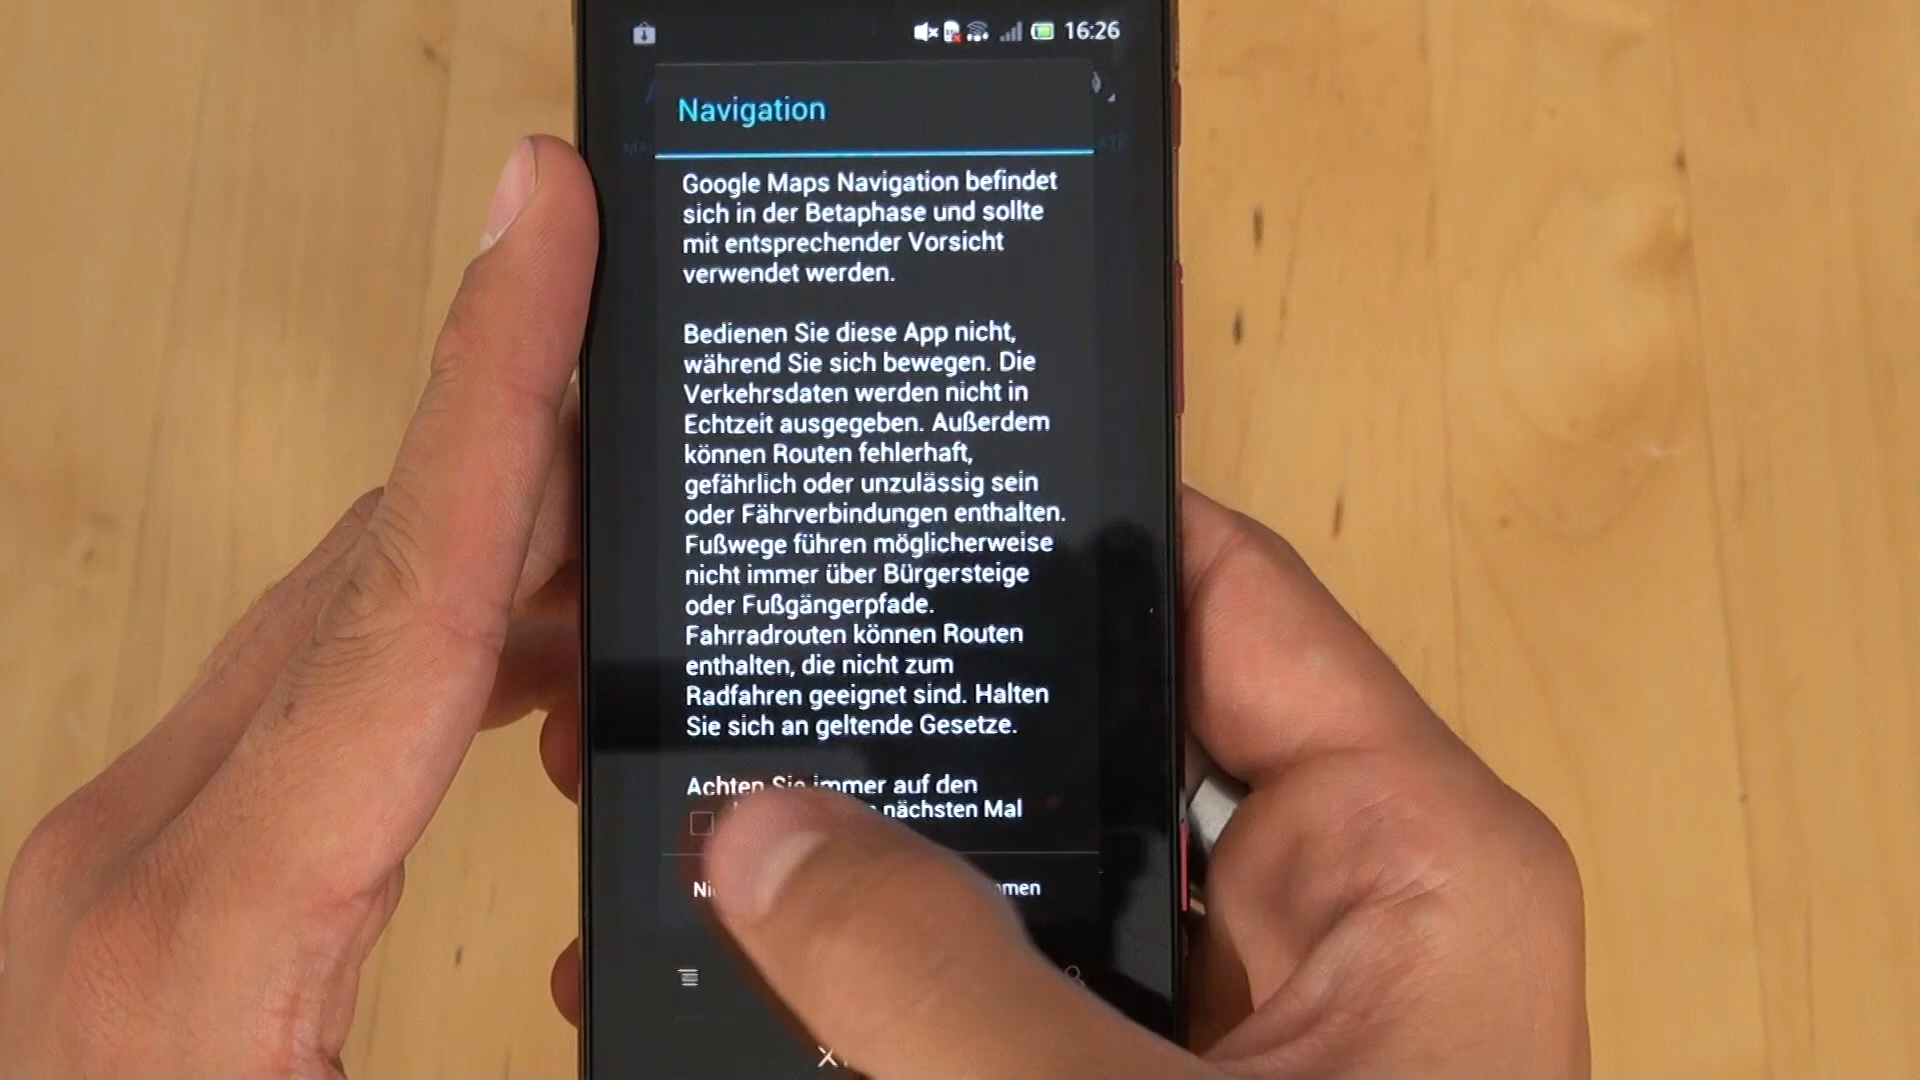 16:26
Navigation
Google Maps Navigation befindet
sich in der Betaphase und sollte
mit entsprechender Vorsicht
verwendet werden.
Bedienen Sie diese App nicht,
während Sie sich bewegen. Die
Verkehrsdaten werden nicht in
Echtzeit ausgegeben. Außerdem
können Routen fehlerhaft,
gefährlich oder unzulässig sein
oder Fährverbindungen enthalten.
Fußwege führen möglicherweise
nicht immer über Bürgersteige
oder Fußgängerpfade.
Fahrradrouten können Routen
enthalten, die nicht zum
Radfahren geeignet sind. Halten
Sie sich an geltende Gesetze.
Achten Sie immer auf den
nächsten Mal